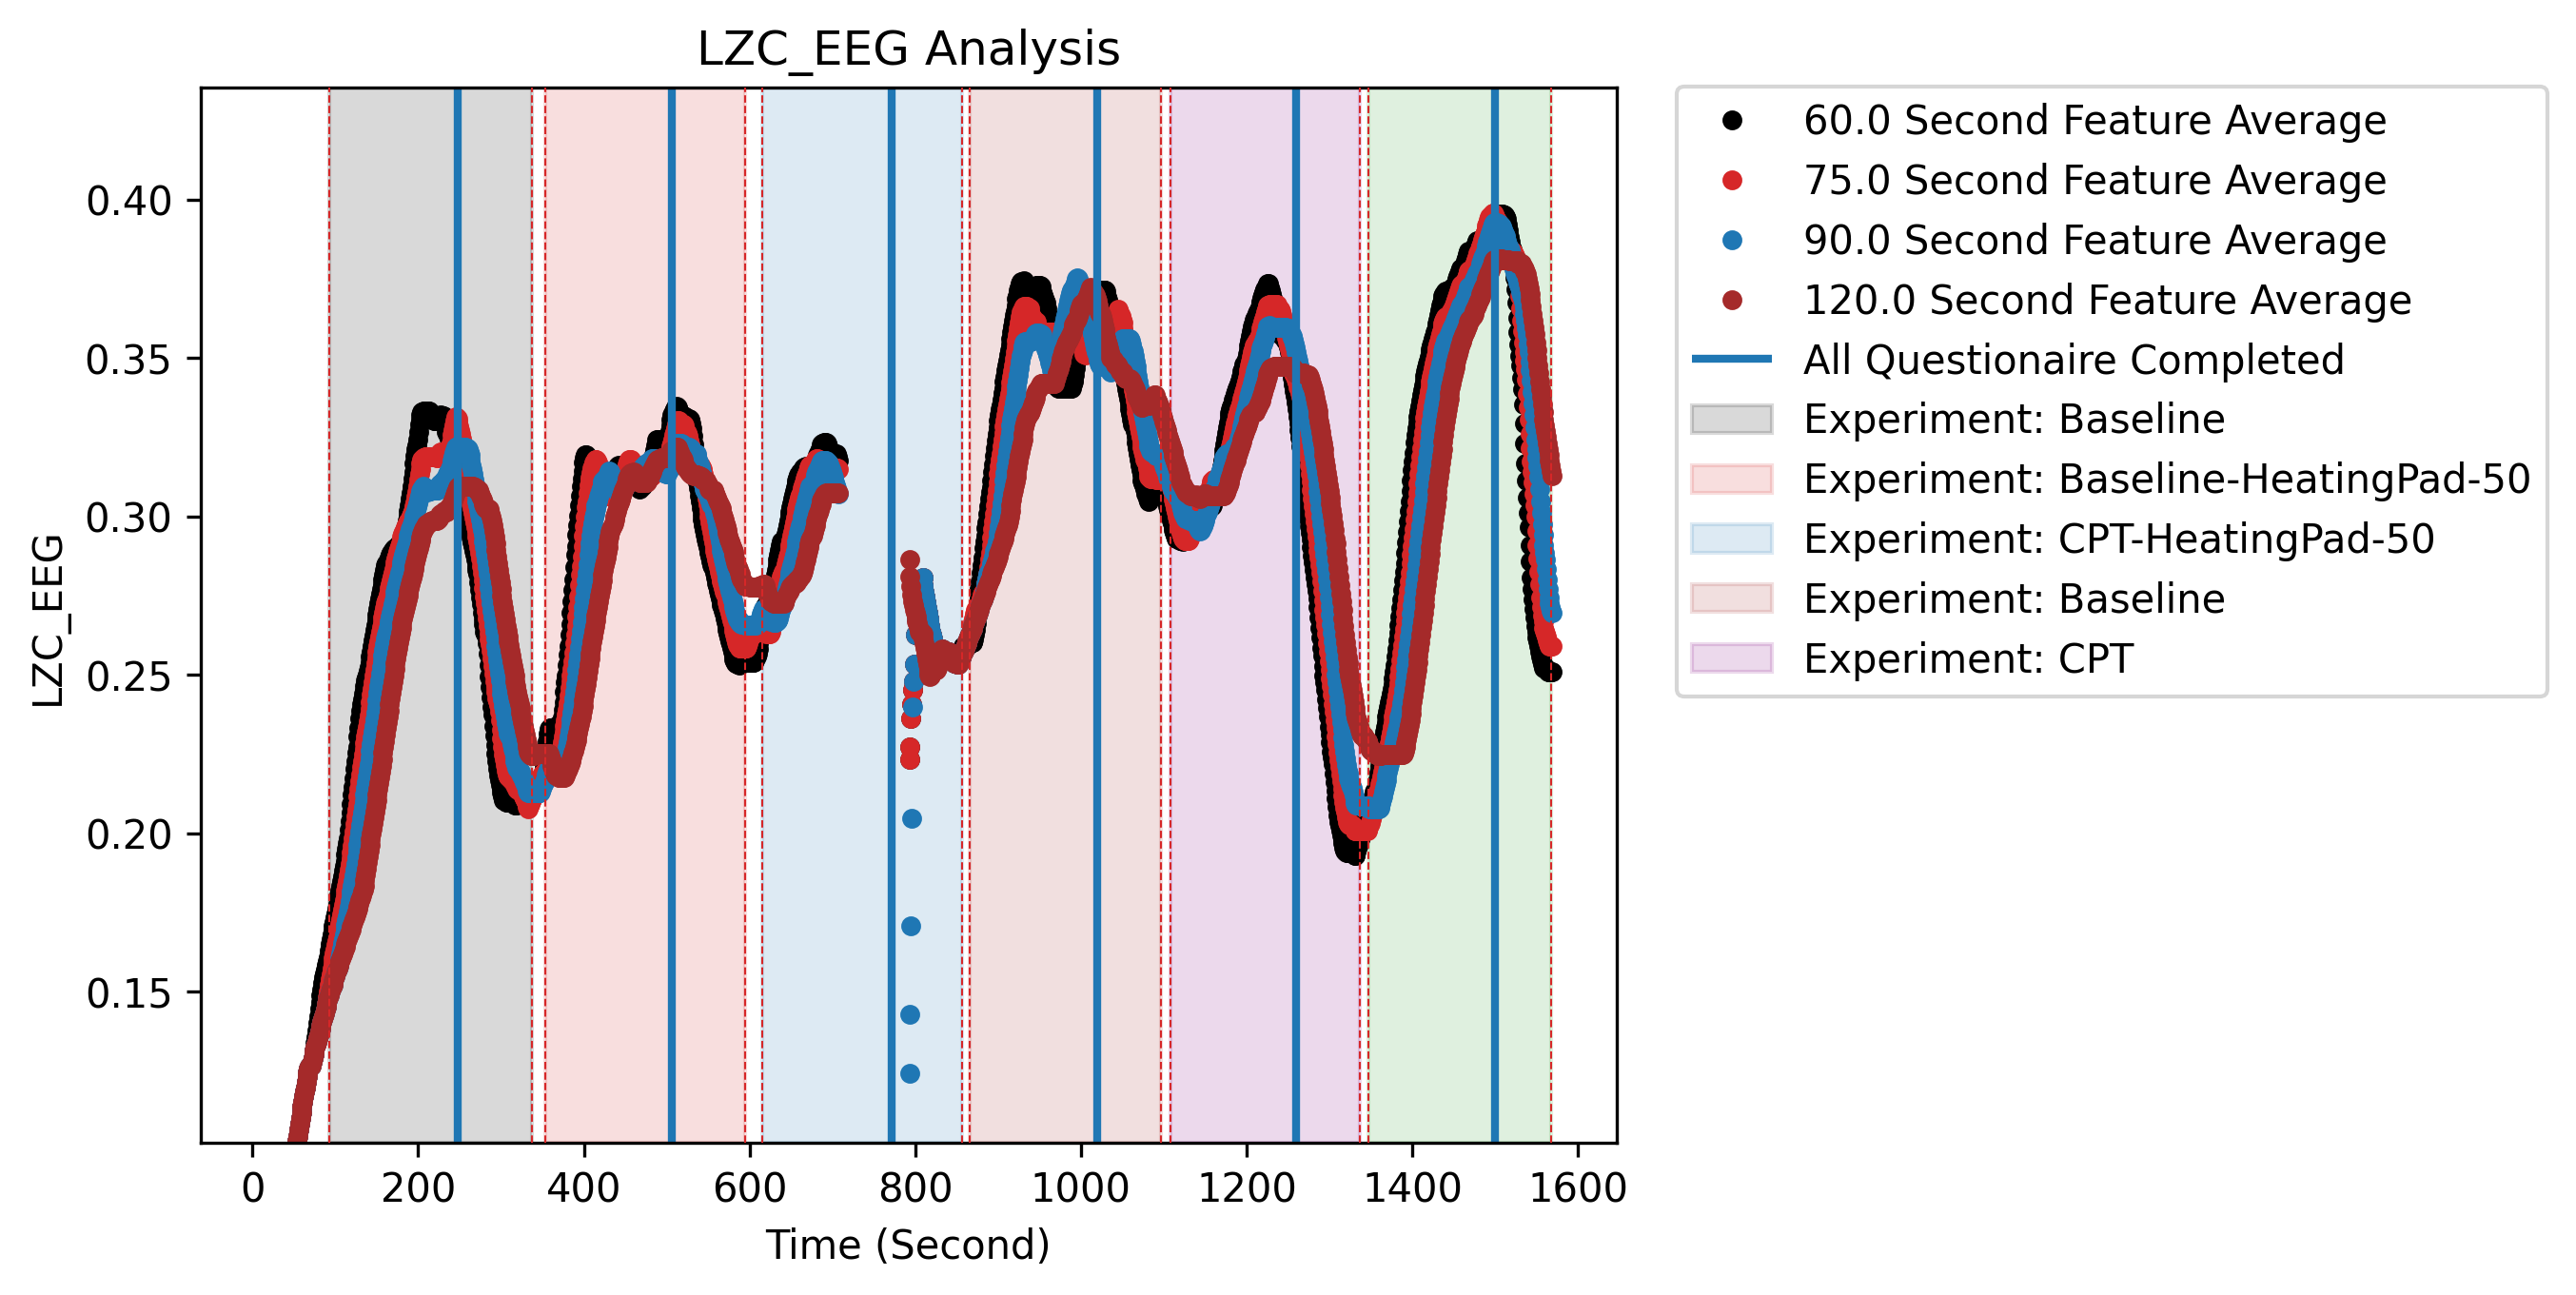 LZC_EEG Analysis
60.0 Second Feature Average
75.0 Second Feature Average
90.0 Second Feature Average
120.0 Second Feature Average
All Questionaire Completed
Experiment: Baseline
Experiment: Baseline-HeatingPad-50
Experiment: CPT-HeatingPad-50
Experiment: Baseline
Experiment: CPT
LZC_EEG
0.40
0.35
0.30
0.25
0.20
0.15
0 200 400 600 800 1000 1200 1400 1600
Time (Second)